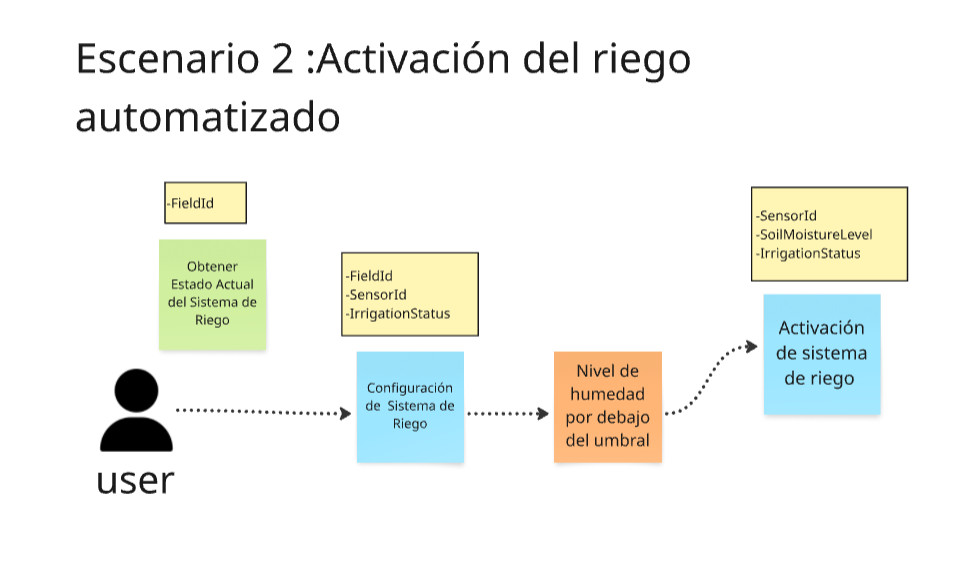 Escenario 2 :Activación del riego
automatizado
-FieldId
Obtener
Estado Actual
del Sistema de
Riego
-FieldId
-SensorId
-IrrigationStatus
Configuración
de Sistema de
Riego
Nivel de
humedad
por debajo
del umbral
-SensorId
-SoilMoistureLevel
-IrrigationStatus
Activación
de sistema
de riego
user